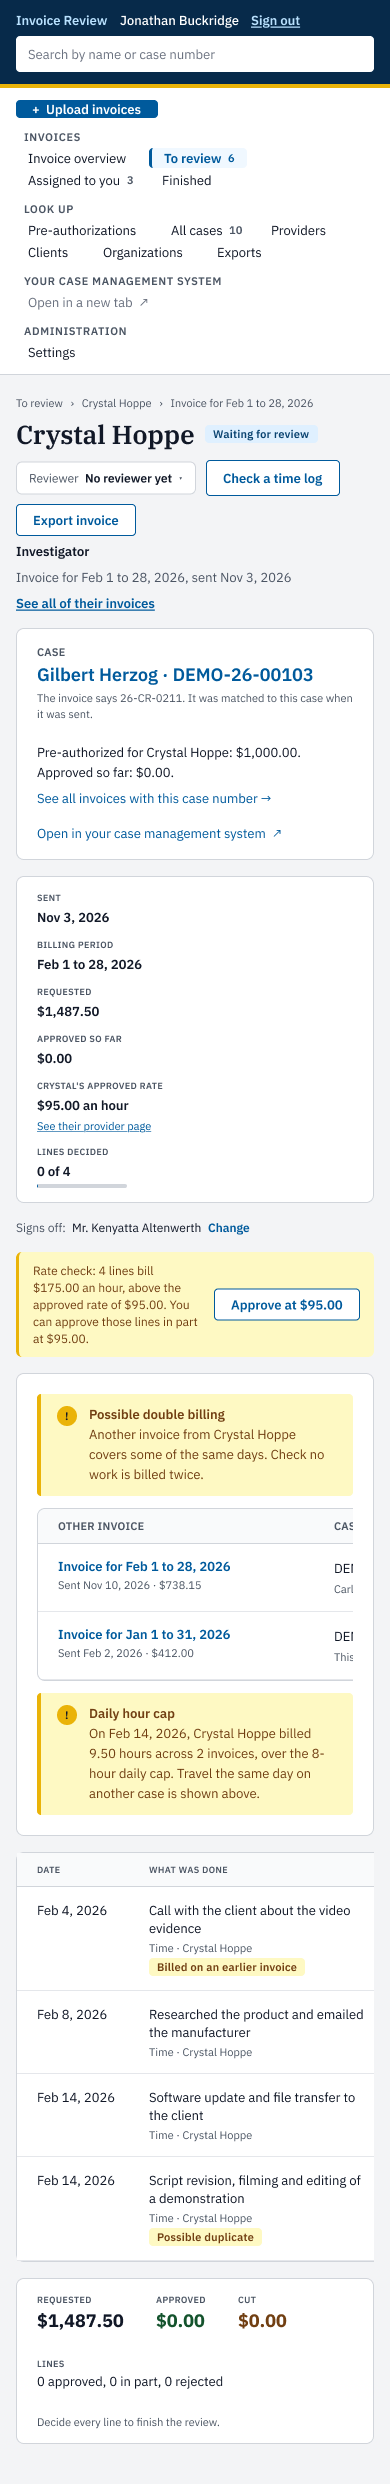 Invoice Review Jonathan Buckridge Sign out
Search by name or case number
+ Upload invoices
INVOICES
Invoice overview To review 6
Assigned to you 3 Finished
LOOK UP
Pre-authorizations All cases 10 Providers
Clients Organizations Exports
YOUR CASE MANAGEMENT SYSTEM
Open in a new tab ↗
ADMINISTRATION
Settings
To review › Crystal Hoppe › Invoice for Feb 1 to 28, 2026
Crystal Hoppe Waiting for review
Reviewer No reviewer yet Check a time log
Export invoice
Investigator
Invoice for Feb 1 to 28, 2026, sent Nov 3, 2026
See all of their invoices
CASE
Gilbert Herzog · DEMO-26-00103
The invoice says 26-CR-0211. It was matched to this case when
it was sent.
Pre-authorized for Crystal Hoppe: $1,000.00.
Approved so far: $0.00.
See all invoices with this case number →
Open in your case management system ↗
SENT
Nov 3, 2026
BILLING PERIOD
Feb 1 to 28, 2026
REQUESTED
$1,487.50
APPROVED SO FAR
$0.00
CRYSTAL'S APPROVED RATE
$95.00 an hour
See their provider page
LINES DECIDED
0 of 4
Signs off: Mr. Kenyatta Altenwerth Change
Rate check: 4 lines bill
$175.00 an hour, above the
approved rate of $95.00. You
can approve those lines in part
at $95.00.
Approve at $95.00
! Possible double billing
Another invoice from Crystal Hoppe
covers some of the same days. Check no
work is billed twice.
OTHER INVOICE CAS
Invoice for Feb 1 to 28, 2026 DEM
Sent Nov 10, 2026 · $738.15 Carl
Invoice for Jan 1 to 31, 2026 DEM
Sent Feb 2, 2026 · $412.00 This
! Daily hour cap
On Feb 14, 2026, Crystal Hoppe billed
9.50 hours across 2 invoices, over the 8-
hour daily cap. Travel the same day on
another case is shown above.
DATE WHAT WAS DONE
Feb 4, 2026 Call with the client about the video
evidence
Time · Crystal Hoppe
Billed on an earlier invoice
Feb 8, 2026 Researched the product and emailed
the manufacturer
Time · Crystal Hoppe
Feb 14, 2026 Software update and file transfer to
the client
Time · Crystal Hoppe
Feb 14, 2026 Script revision, filming and editing of
a demonstration
Time · Crystal Hoppe
Possible duplicate
REQUESTED APPROVED CUT
$1,487.50 $0.00 $0.00
LINES
0 approved, 0 in part, 0 rejected
Decide every line to finish the review.